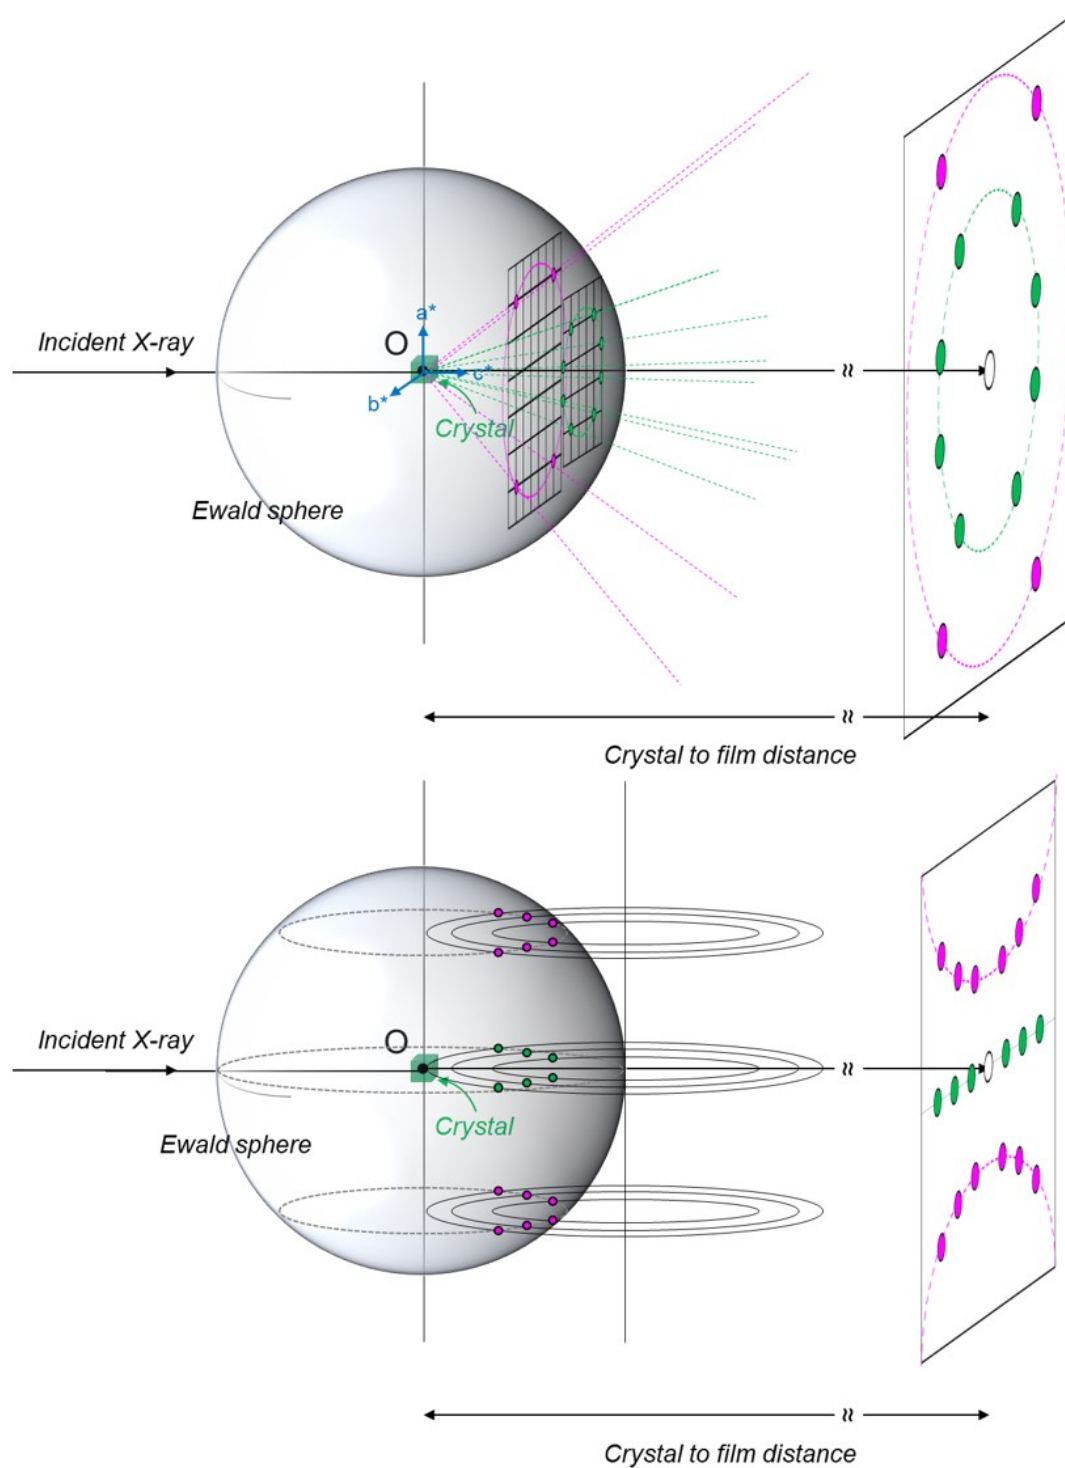 Incident X-ray
O
a*
c*
b*
Crystal
Ewald sphere
≈
≈
Crystal to film distance
Incident X-ray
O
≈
Crystal
Ewald sphere
≈
Crystal to film distance